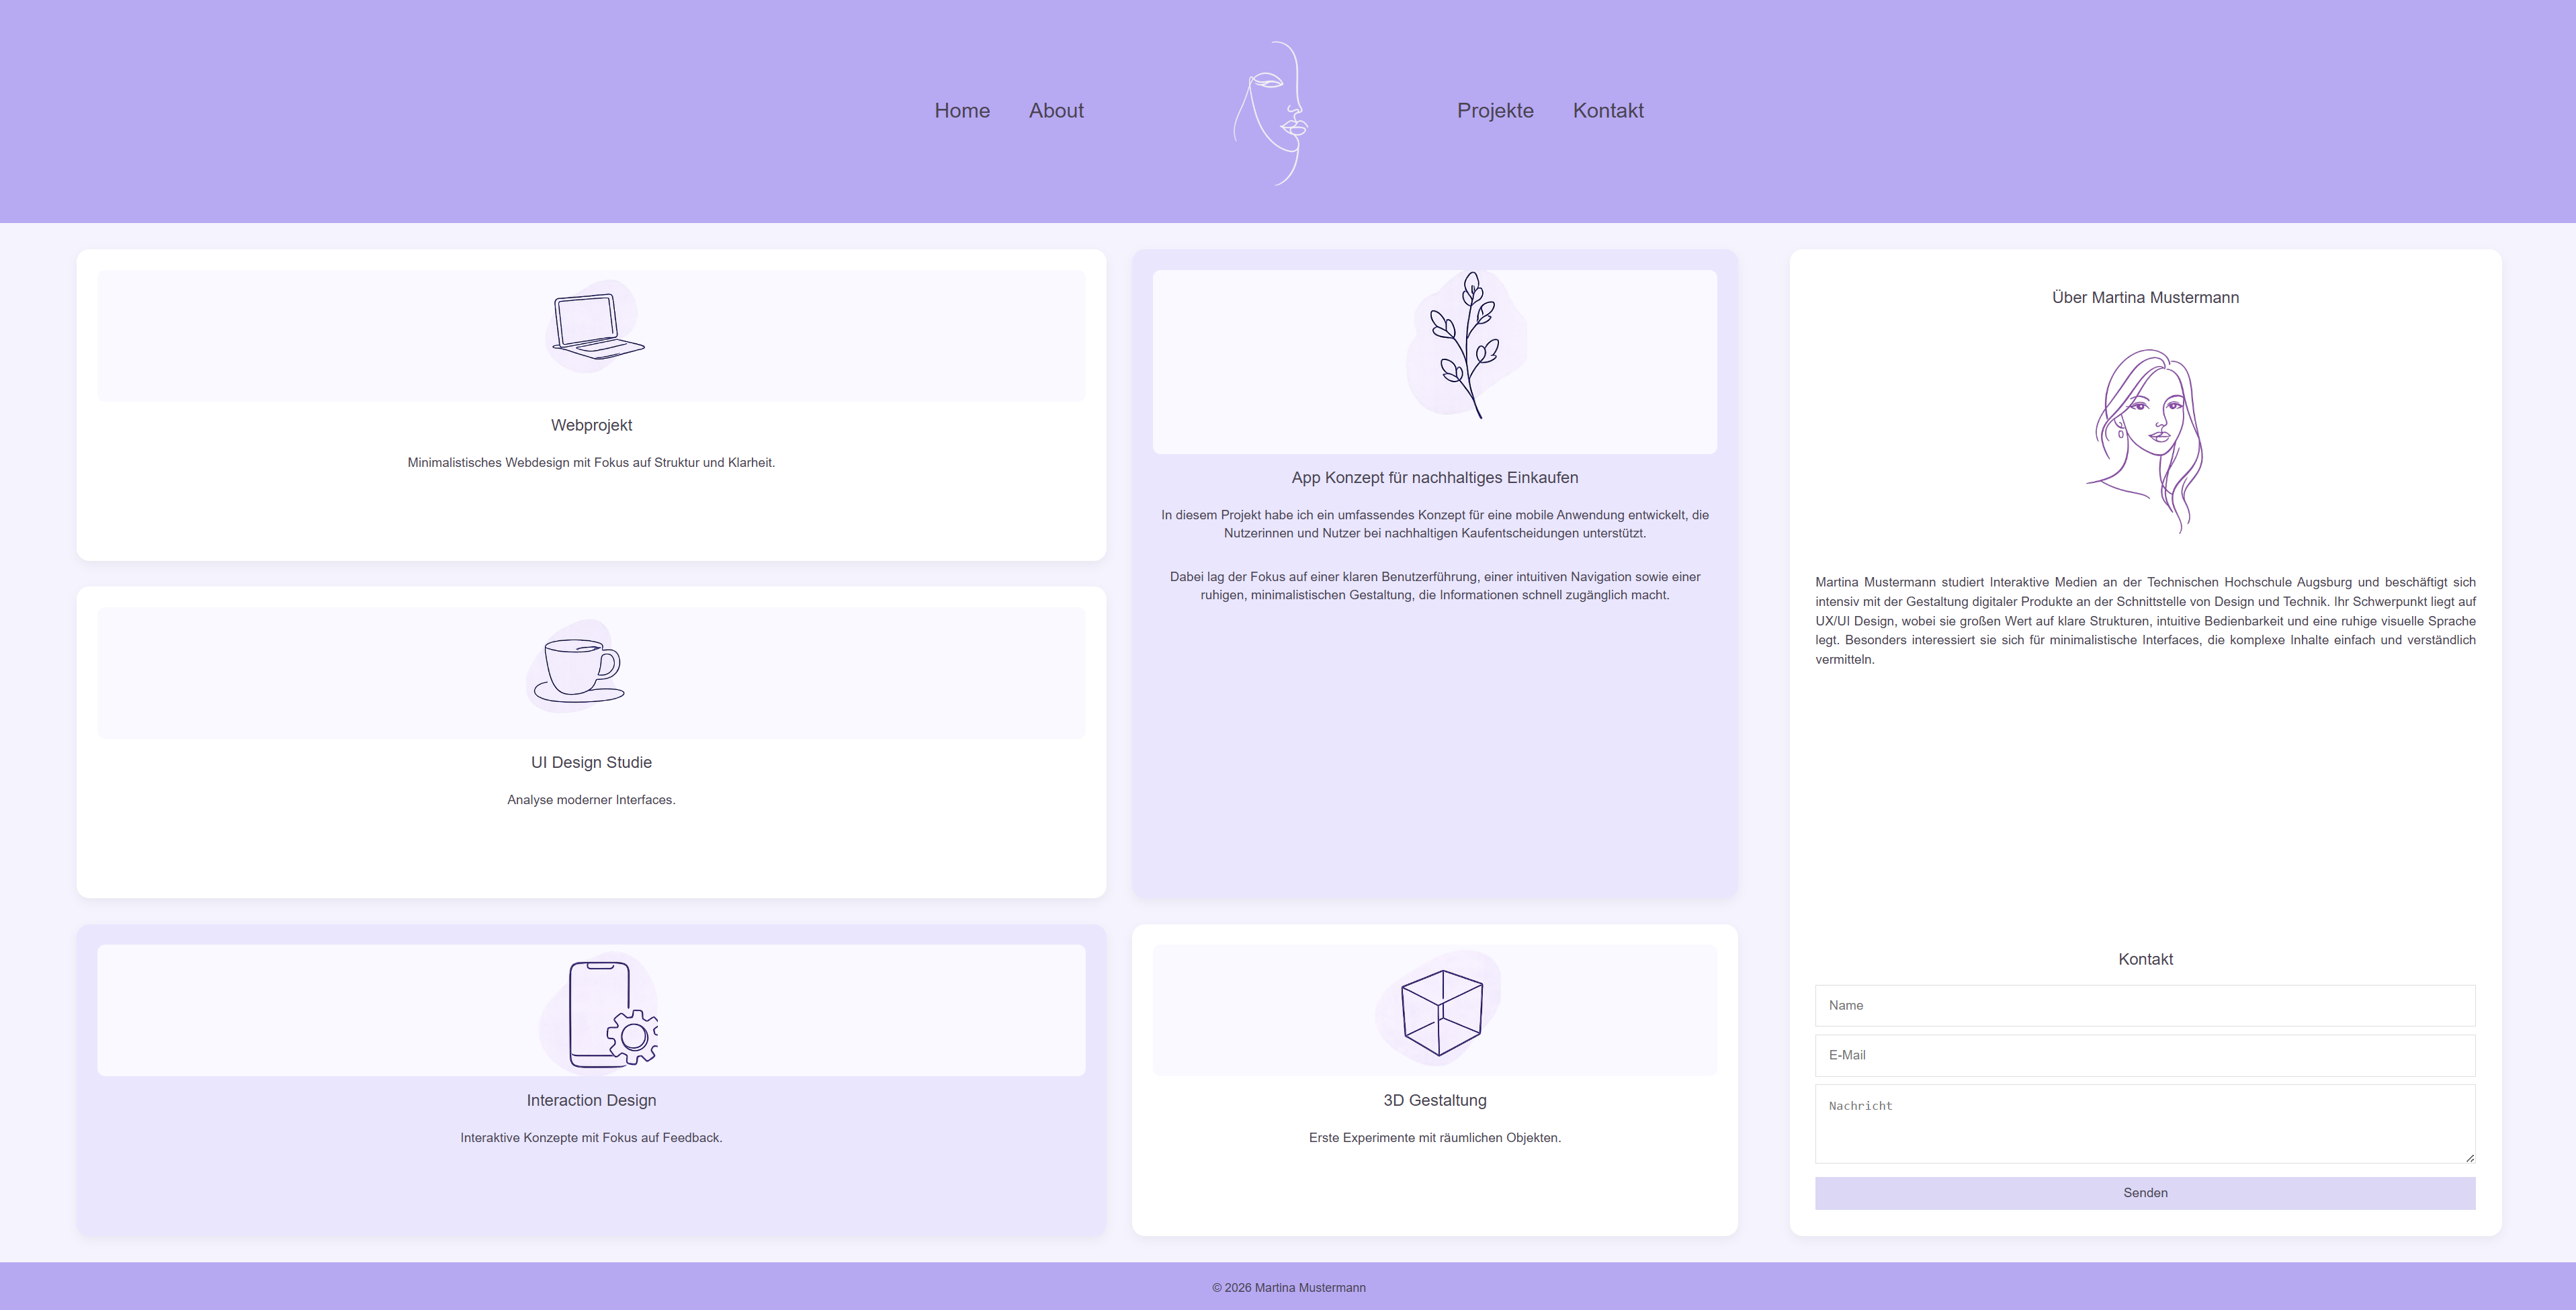 Home
About
Projekte
Kontakt
Webprojekt
Minimalistisches Webdesign mit Fokus auf Struktur und Klarheit.
UI Design Studie
Analyse moderner Interfaces.
Interaction Design
Interaktive Konzepte mit Fokus auf Feedback.
App Konzept für nachhaltiges Einkaufen
In diesem Projekt habe ich ein umfassendes Konzept für eine mobile Anwendung entwickelt, die
Nutzerinnen und Nutzer bei nachhaltigen Kaufentscheidungen unterstützt.
Dabei lag der Fokus auf einer klaren Benutzerführung, einer intuitiven Navigation sowie einer
ruhigen, minimalistischen Gestaltung, die Informationen schnell zugänglich macht.
3D Gestaltung
Erste Experimente mit räumlichen Objekten.
Über Martina Mustermann
Martina Mustermann studiert Interaktive Medien an der Technischen Hochschule Augsburg und beschäftigt sich
intensiv mit der Gestaltung digitaler Produkte an der Schnittstelle von Design und Technik. Ihr Schwerpunkt liegt auf
UX/UI Design, wobei sie großen Wert auf klare Strukturen, intuitive Bedienbarkeit und eine ruhige visuelle Sprache
legt. Besonders interessiert sie sich für minimalistische Interfaces, die komplexe Inhalte einfach und verständlich
vermitteln.
Kontakt
Name
E-Mail
Nachricht
Senden
© 2026 Martina Mustermann